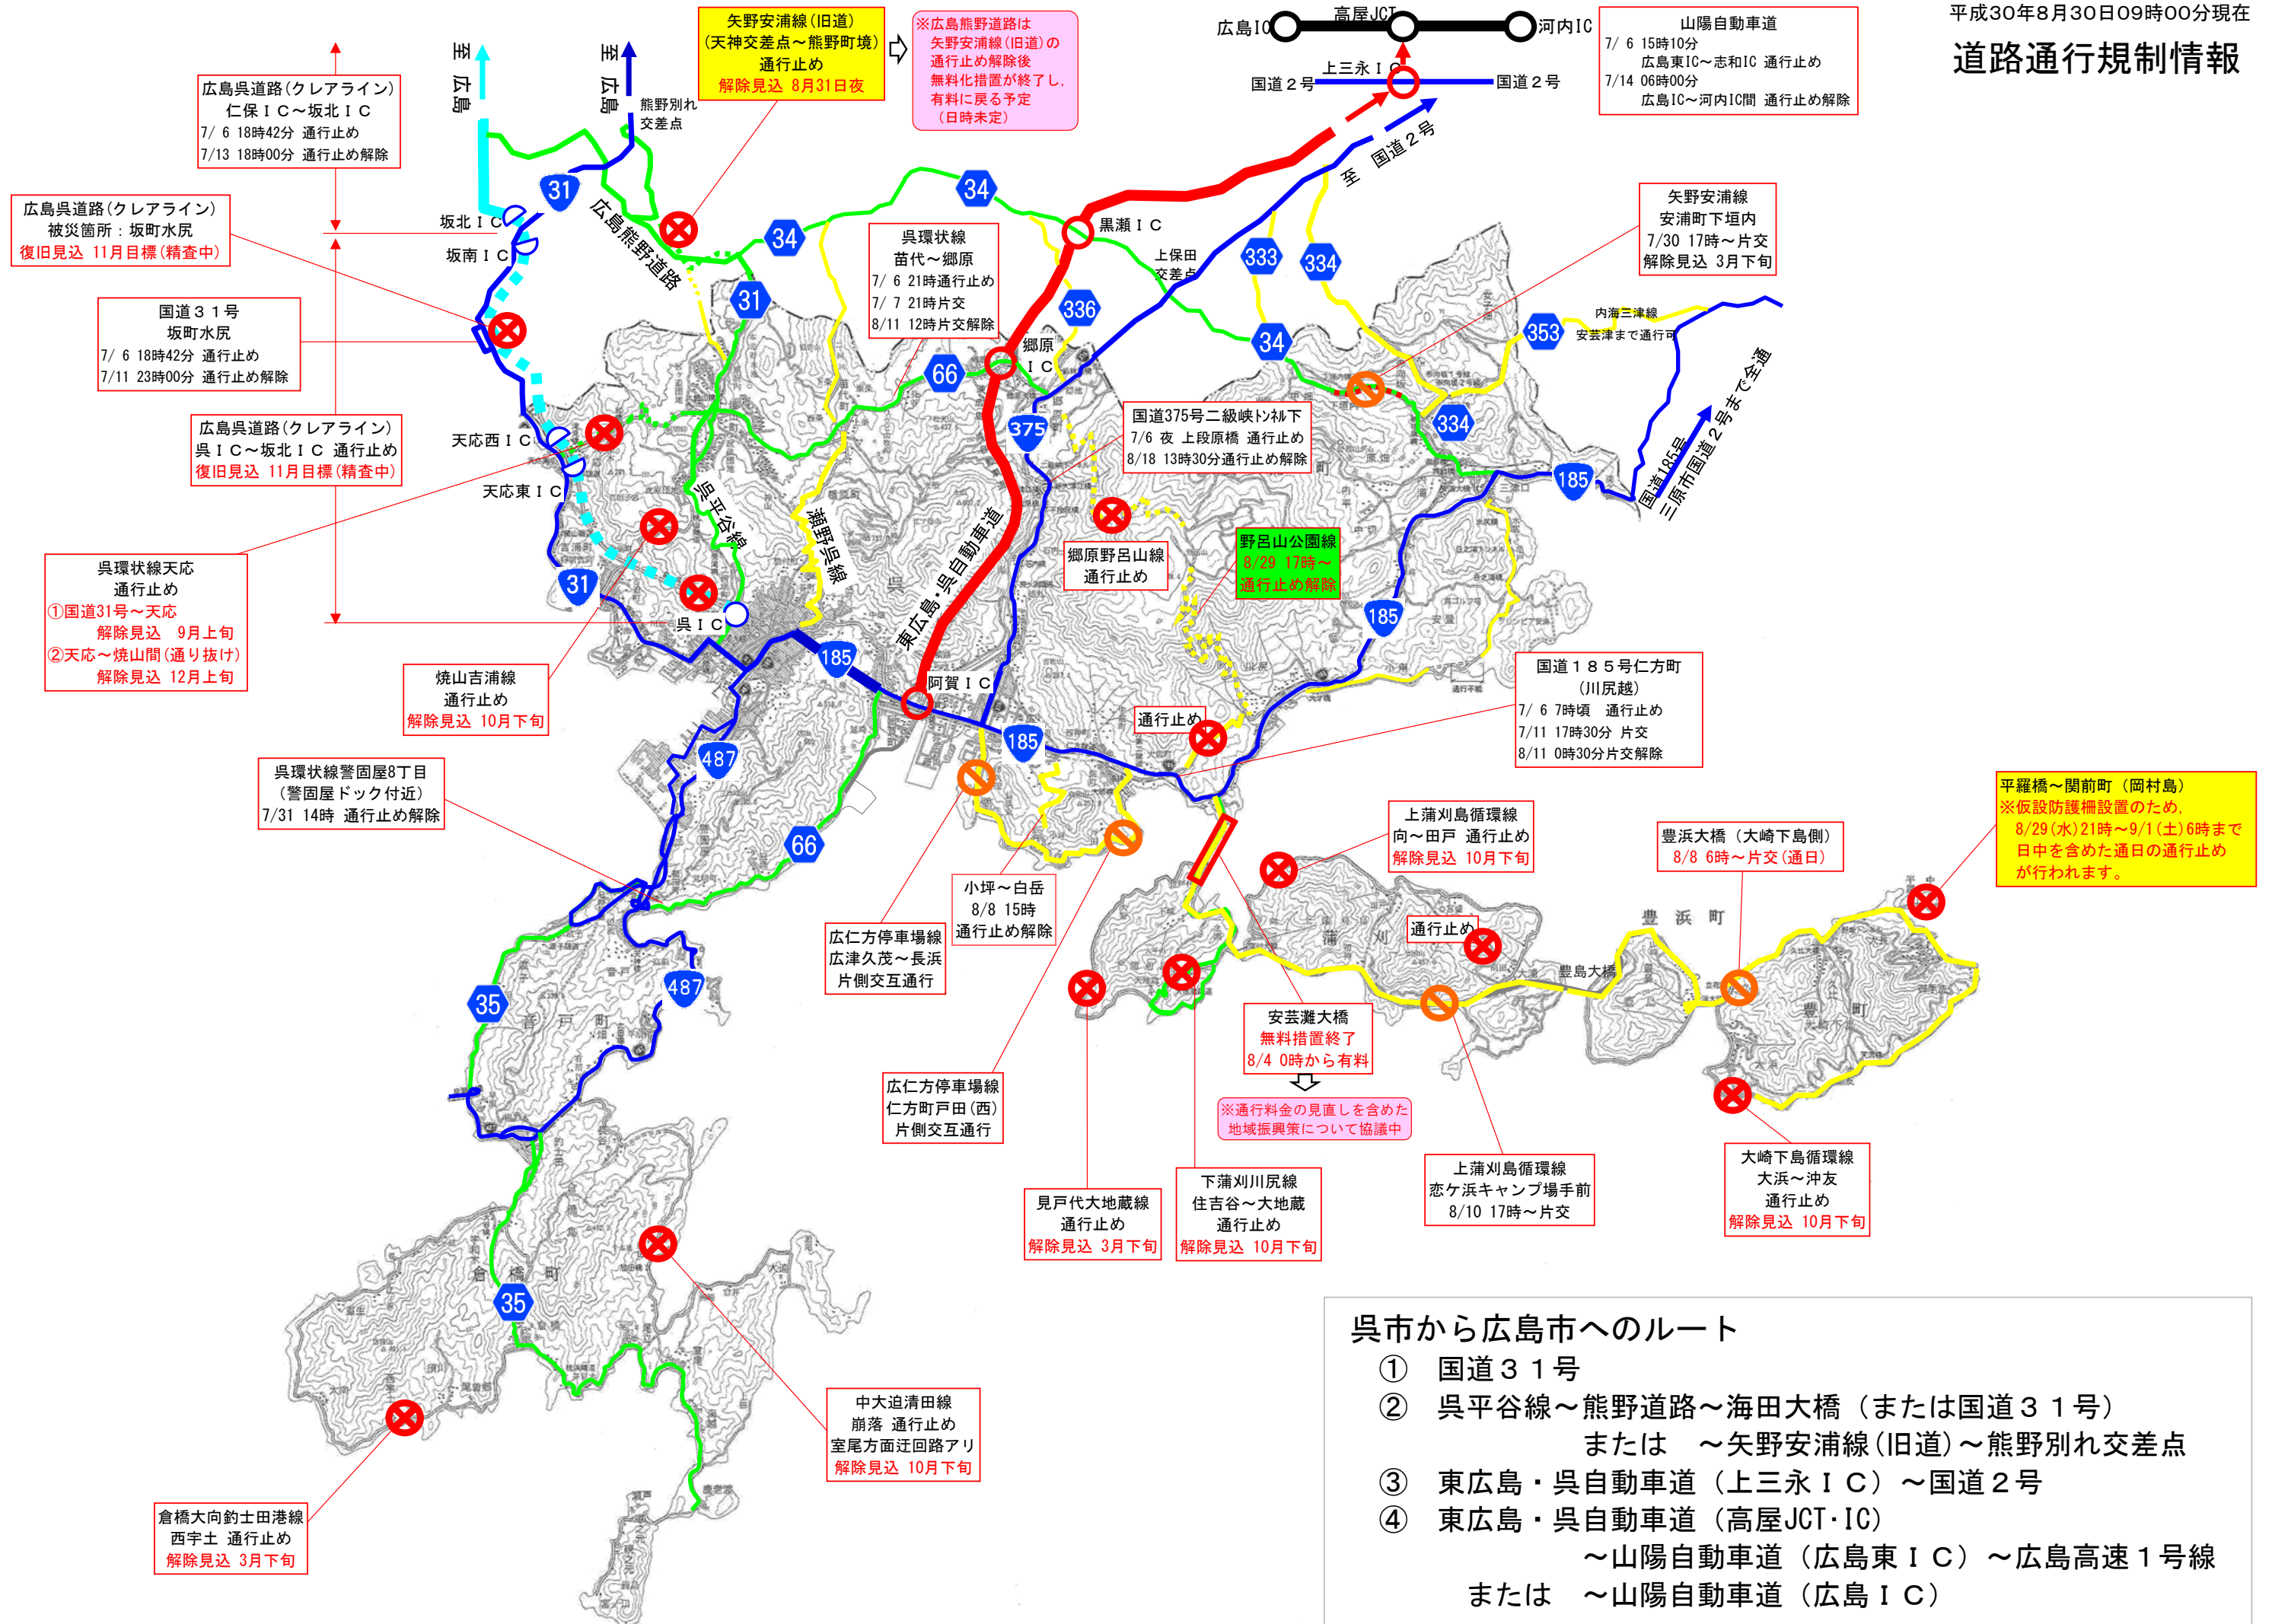 平成30年8月30日09時00分現在
道路通行規制情報
矢野安浦線(旧道)
(天神交差点～熊野町境)
通行止め
解除見込 8月31日夜
※広島熊野道路は
矢野安浦線(旧道)の
通行止め解除後
無料化措置が終了し,
有料に戻る予定
(日時未定)
広島IC
高屋JCT
河内IC
上三永ＩＣ
国道２号
国道２号
至 国道２号
山陽自動車道
7/ 6 15時10分
広島東IC～志和IC 通行止め
7/14 06時00分
広島IC～河内IC間 通行止め解除
至 広島
至 広島
熊野別れ
交差点
広島呉道路(クレアライン)
仁保ＩＣ～坂北ＩＣ
7/ 6 18時42分 通行止め
7/13 18時00分 通行止め解除
広島呉道路(クレアライン)
被災箇所：坂町水尻
復旧見込 11月目標(精査中)
国道３１号
坂町水尻
7/ 6 18時42分 通行止め
7/11 23時00分 通行止め解除
広島呉道路(クレアライン)
呉ＩＣ～坂北ＩＣ 通行止め
復旧見込 11月目標(精査中)
呉環状線天応
通行止め
①国道31号～天応
解除見込 9月上旬
②天応～焼山間(通り抜け)
解除見込 12月上旬
焼山吉浦線
通行止め
解除見込 10月下旬
呉環状線警固屋8丁目
(警固屋ドック付近)
7/31 14時 通行止め解除
坂北ＩＣ
坂南ＩＣ
天応西ＩＣ
天応東ＩＣ
呉ＩＣ
31
広島熊野道路
34
34
31
呉環状線
苗代～郷原
7/ 6 21時通行止め
7/ 7 21時片交
8/11 12時片交解除
黒瀬ＩＣ
上保田
交差点
333
334
336
34
66
郷原
ＩＣ
矢野安浦線
安浦町下垣内
7/30 17時～片交
解除見込 3月下旬
353
内海三津線
安芸津まで通行可
334
185
国道185号
三原市国道２号まで全通
375
国道375号二級峡ﾄﾝﾈﾙ下
7/6 夜 上段原橋 通行止め
8/18 13時30分通行止め解除
郷原野呂山線
通行止め
野呂山公園線
8/29 17時～
通行止め解除
呉平谷線
瀬野呉線
東広島・呉自動車道
呉
31
185
阿賀ＩＣ
185
185
487
66
487
35
35
通行止め
国道１８５号仁方町
(川尻越)
7/ 6 7時頃 通行止め
7/11 17時30分 片交
8/11 0時30分片交解除
小坪～白岳
8/8 15時
通行止め解除
広仁方停車場線
広津久茂～長浜
片側交互通行
広仁方停車場線
仁方町戸田(西)
片側交互通行
上蒲刈島循環線
向～田戸 通行止め
解除見込 10月下旬
通行止め
豊浜大橋（大崎下島側）
8/8 6時～片交(通日)
平羅橋～関前町（岡村島）
※仮設防護柵設置のため,
8/29(水)21時～9/1(土)6時まで
日中を含めた通日の通行止め
が行われます。
豊浜町
豊島大橋
蒲刈
豊町
音戸町
倉橋町
安芸灘大橋
無料措置終了
8/4 0時から有料
※通行料金の見直しを含めた
地域振興策について協議中
見戸代大地蔵線
通行止め
解除見込 3月下旬
下蒲刈川尻線
住吉谷～大地蔵
通行止め
解除見込 10月下旬
上蒲刈島循環線
恋ケ浜キャンプ場手前
8/10 17時～片交
大崎下島循環線
大浜～沖友
通行止め
解除見込 10月下旬
中大迫清田線
崩落 通行止め
室尾方面迂回路アリ
解除見込 10月下旬
倉橋大向釣士田港線
西宇土 通行止め
解除見込 3月下旬
呉市から広島市へのルート
① 国道３１号
② 呉平谷線～熊野道路～海田大橋（または国道３１号）
または ～矢野安浦線(旧道)～熊野別れ交差点
③ 東広島・呉自動車道（上三永ＩＣ）～国道２号
④ 東広島・呉自動車道（高屋JCT・IC）
～山陽自動車道（広島東ＩＣ）～広島高速１号線
または ～山陽自動車道（広島ＩＣ）